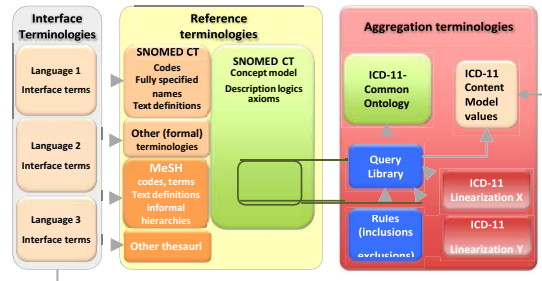 Interface
Terminologies
Language 1
Interface terms
Language 2
Interface terms
Language 3
Interface terms
Reference
terminologies
SNOMED CT
Codes
Fully specified
names
Text definitions
Other (formal)
terminologies
MeSH
codes, terms
Text definitions
informal
hierarchies
Other thesauri
SNOMED CT
Concept model
Description logics
axioms
Aggregation terminologies
ICD-11-
Common
Ontology
ICD-11
Content
Model
values
Query
Library
Rules
(inclusions
exclusions)
ICD-11
Linearization X
ICD-11
Linearization Y